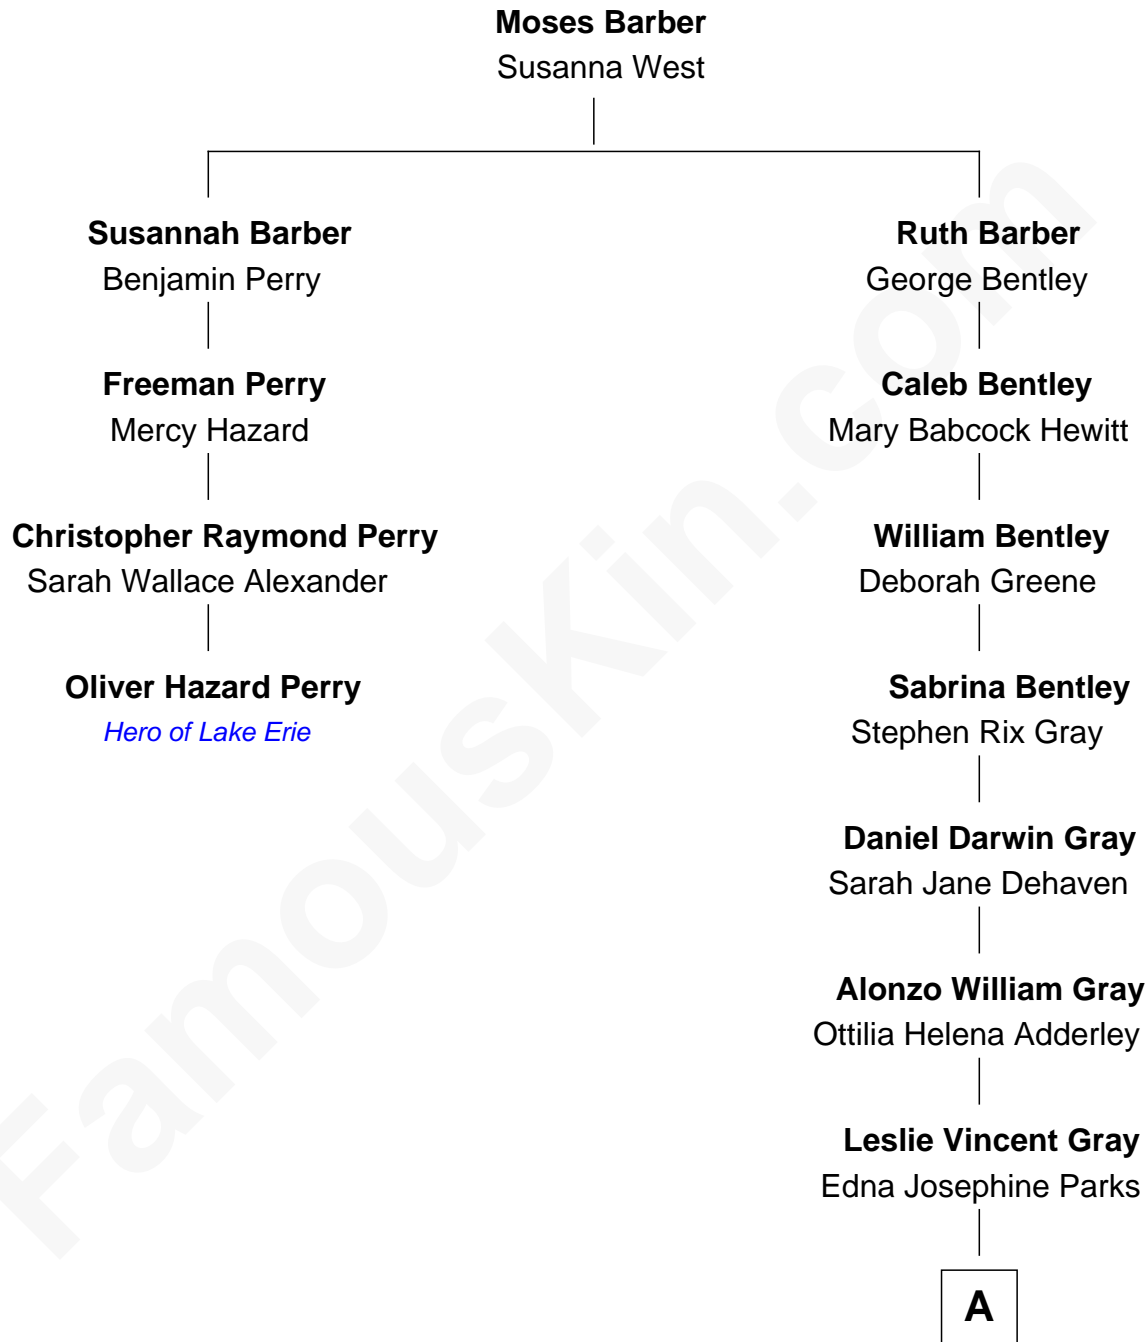 Moses Barber
Susanna West
Susannah Barber
Benjamin Perry
Ruth Barber
George Bentley
Freeman Perry
Mercy Hazard
Caleb Bentley
Mary Babcock Hewitt
Christopher Raymond Perry
Sarah Wallace Alexander
William Bentley
Deborah Greene
Oliver Hazard Perry
Hero of Lake Erie
Sabrina Bentley
Stephen Rix Gray
Daniel Darwin Gray
Sarah Jane Dehaven
Alonzo William Gray
Ottilia Helena Adderley
Leslie Vincent Gray
Edna Josephine Parks
A
FamousKin.com